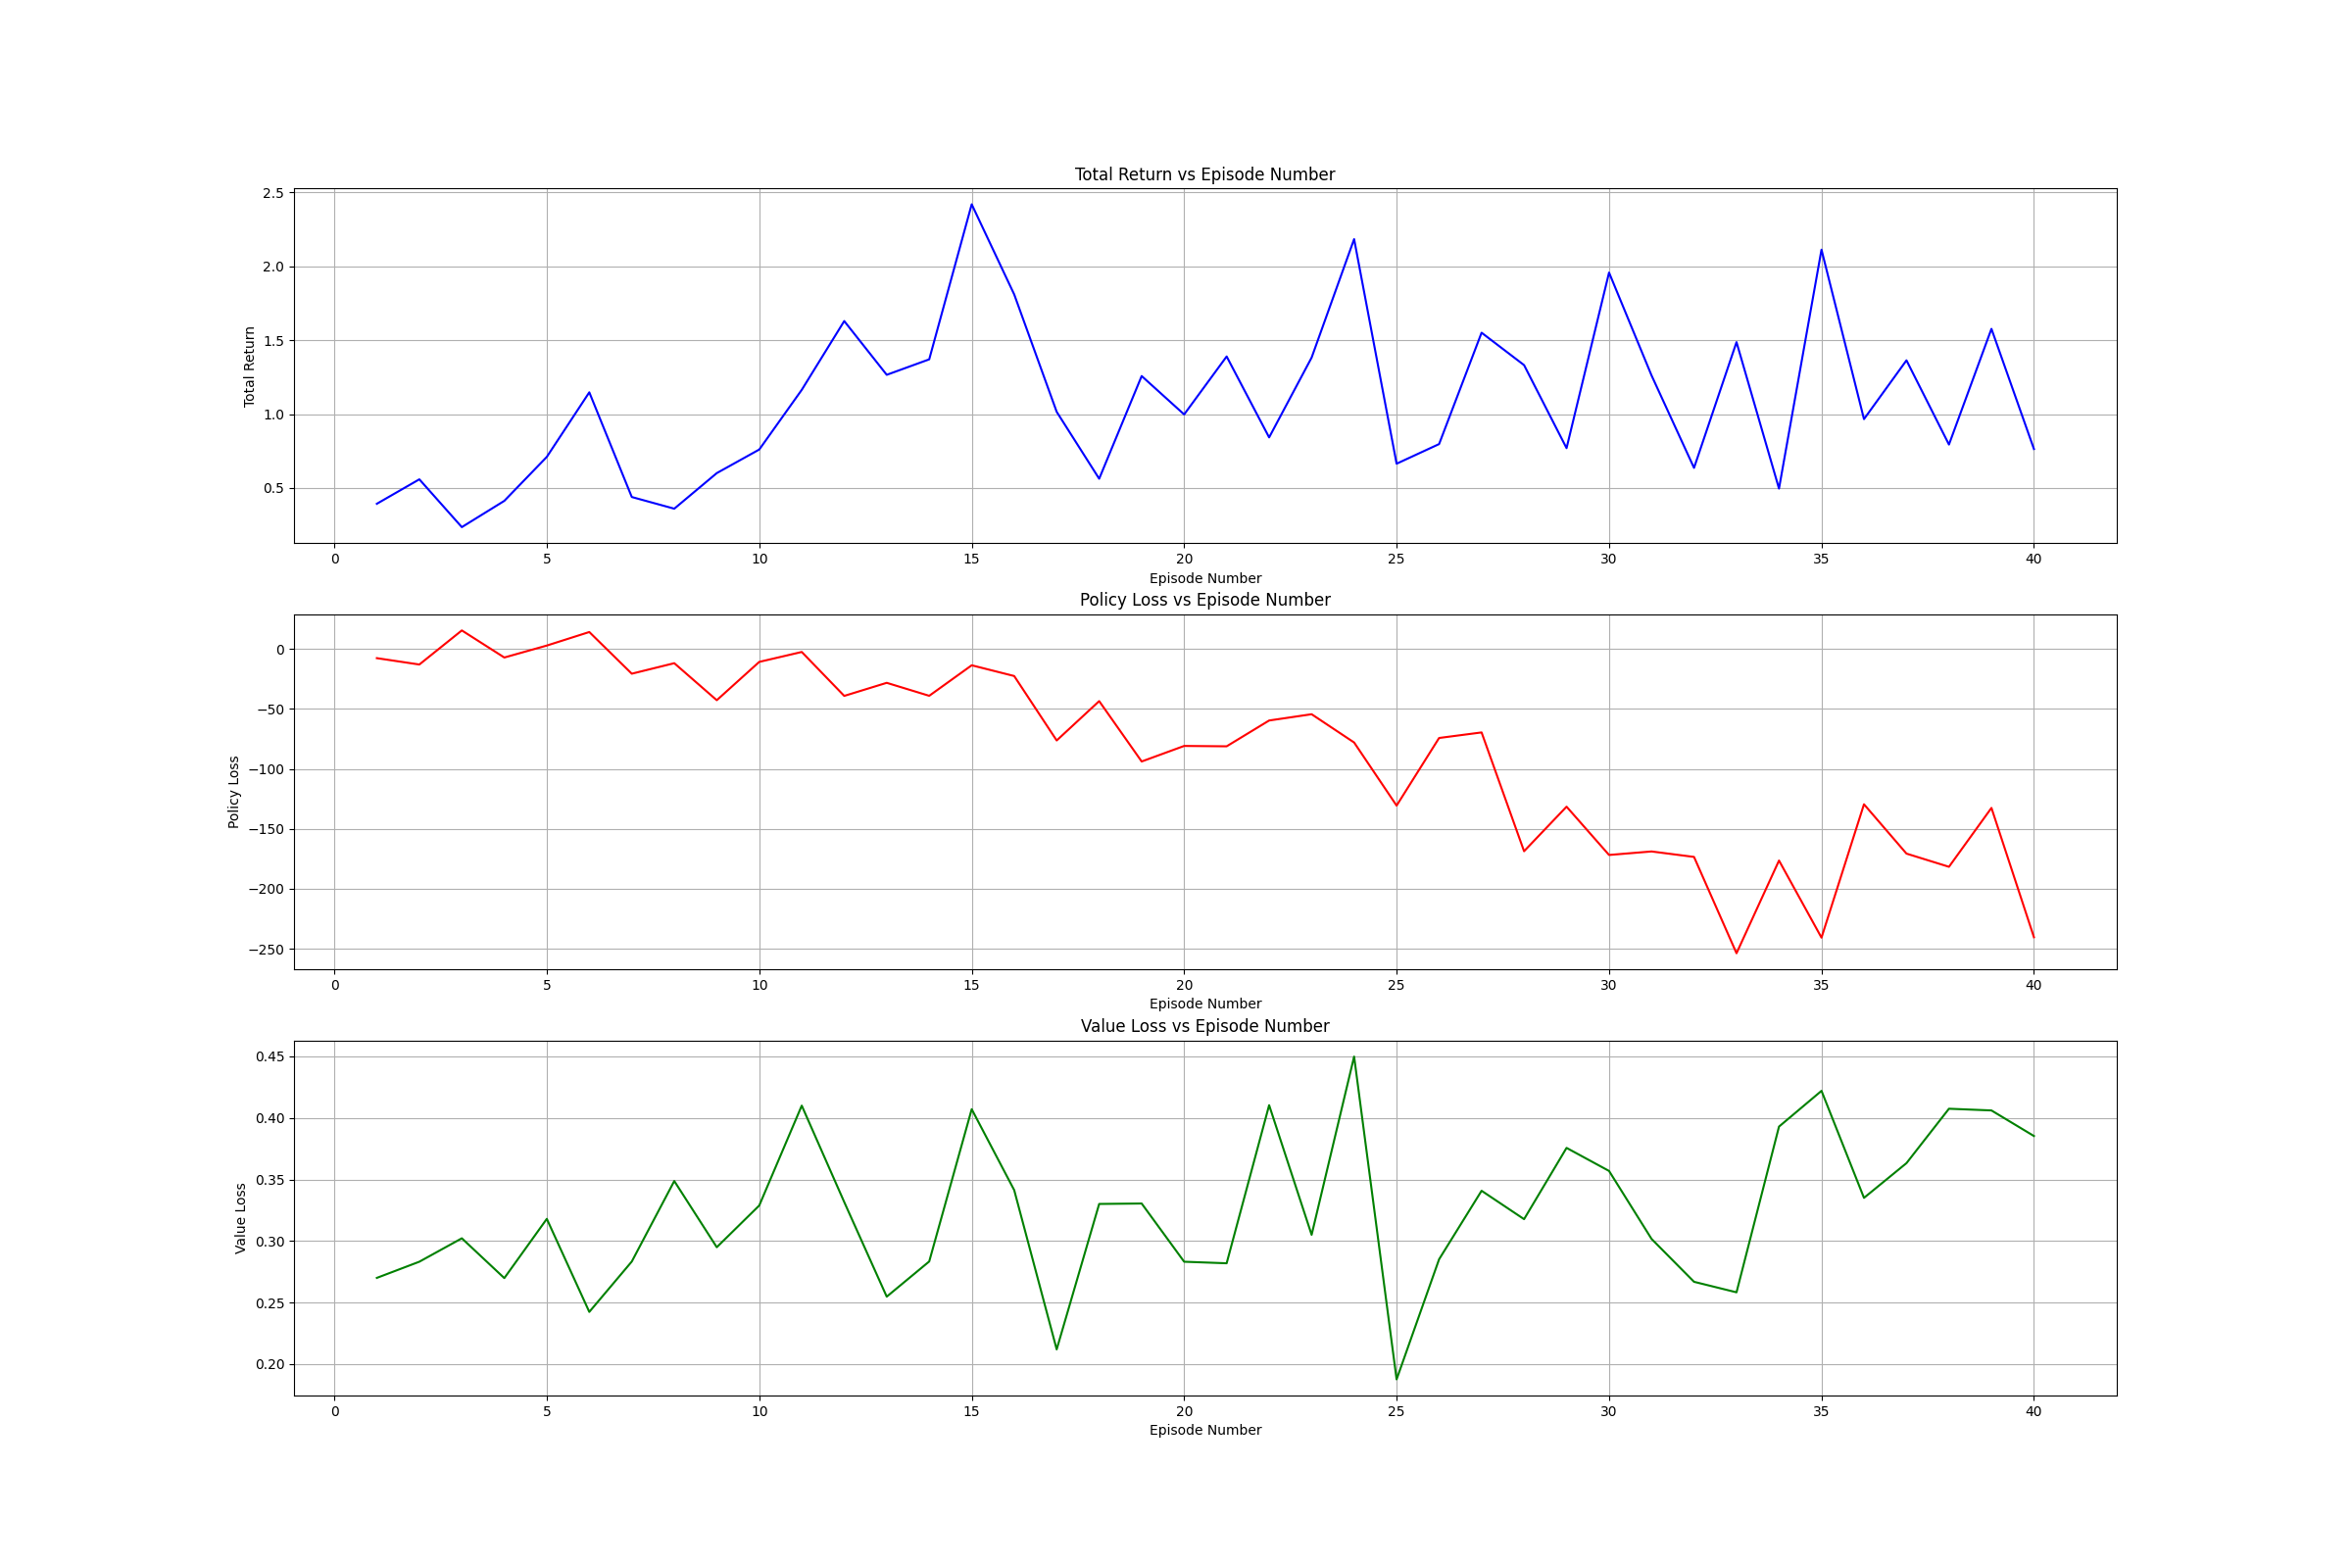 Total Return vs Episode Number
2.5
2.0
1.5
1.0
0.5
Total Return
0 5 10 15 20 25 30 35 40
Episode Number
Policy Loss vs Episode Number
0
−50
−100
−150
−200
−250
Policy Loss
0 5 10 15 20 25 30 35 40
Episode Number
Value Loss vs Episode Number
0.45
0.40
0.35
0.30
0.25
0.20
Value Loss
0 5 10 15 20 25 30 35 40
Episode Number